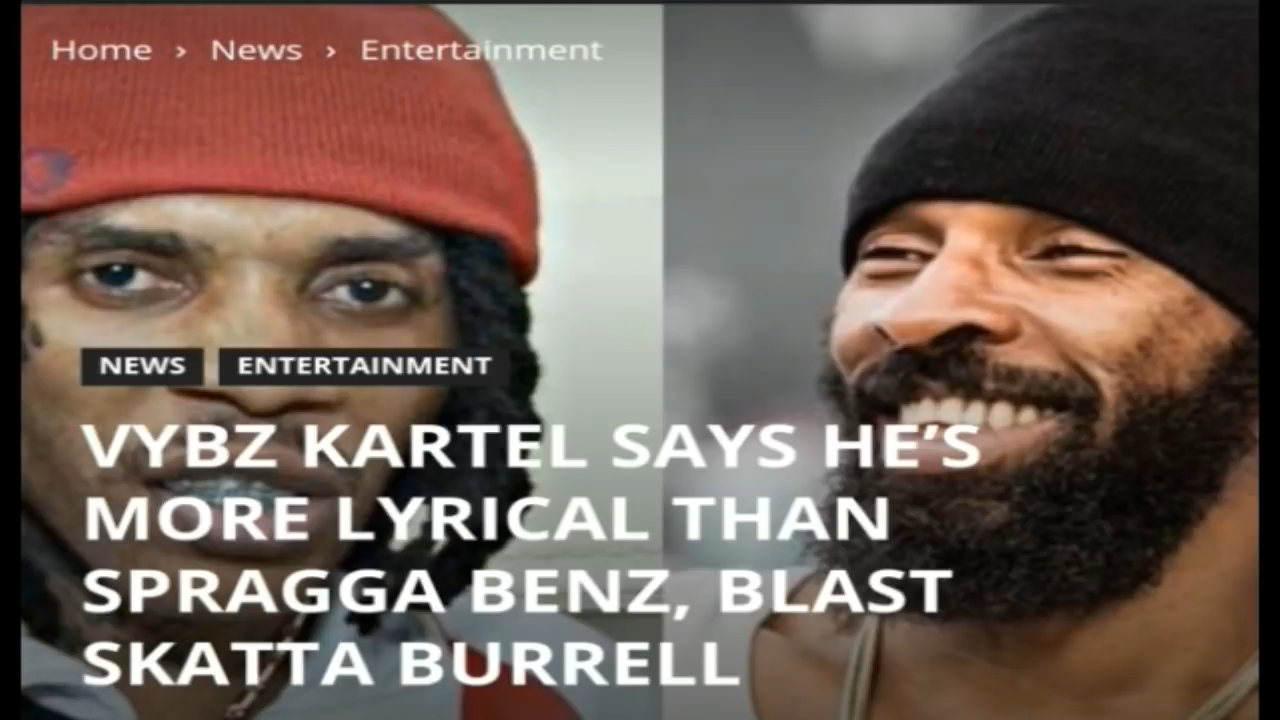 Home › News › Entertainment
NEWS ENTERTAINMENT
VYBZ KARTEL SAYS HE'S
MORE LYRICAL THAN
SPRAGGA BENZ, BLAST
SKATTA BURRELL